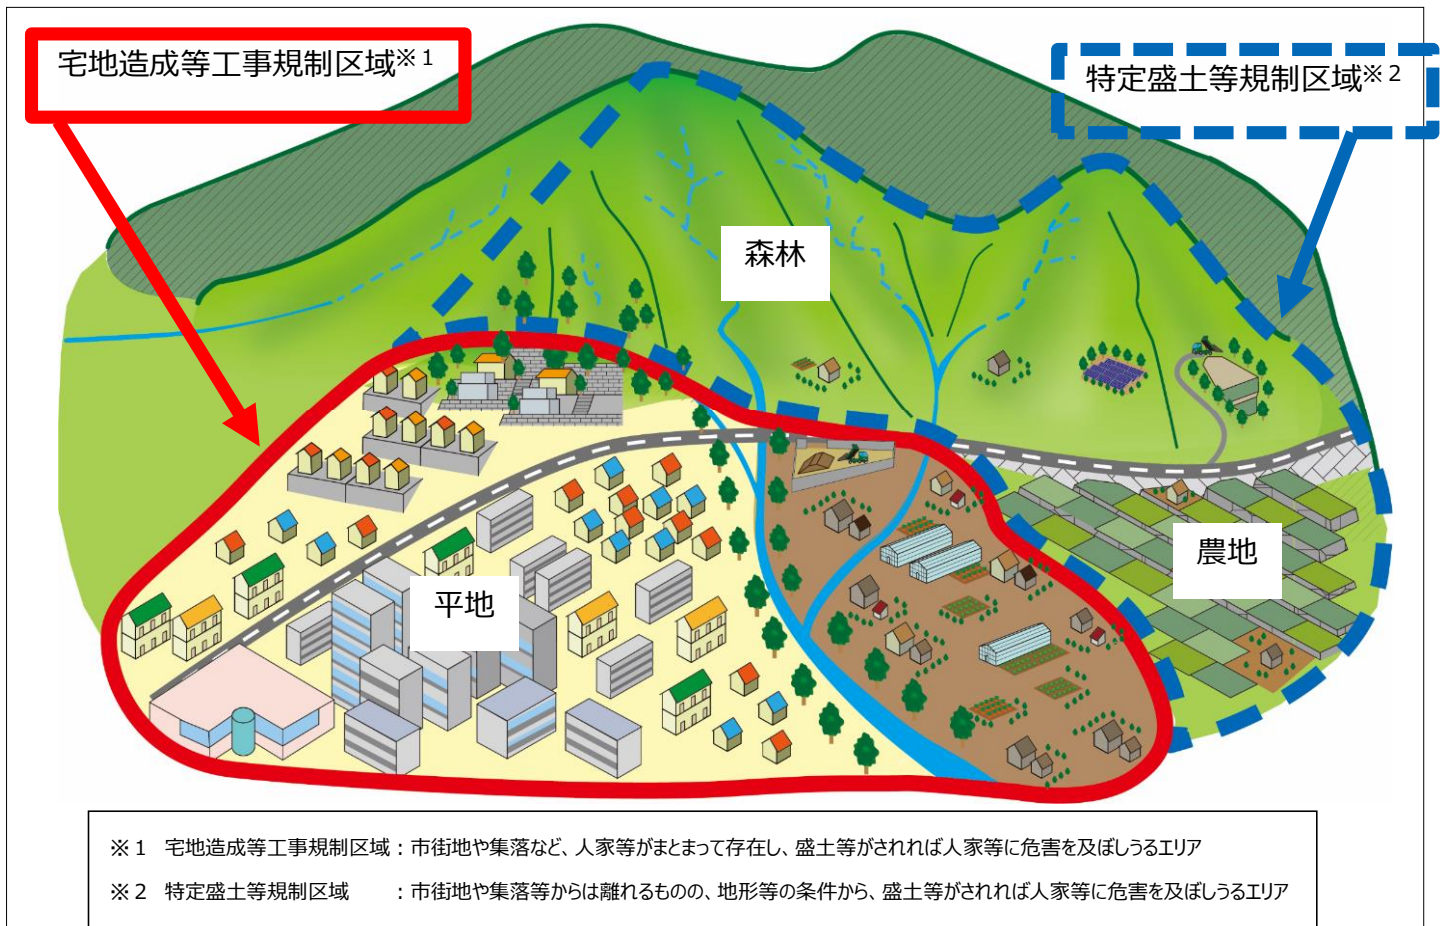 宅地造成等工事規制区域※1
特定盛土等規制区域※2
森林
農地
平地
※1 宅地造成等工事規制区域：市街地や集落など、人家等がまとまって存在し、盛土等がされれば人家等に危害を及ぼしうるエリア
※2 特定盛土等規制区域 ：市街地や集落等からは離れるものの、地形等の条件から、盛土等がされれば人家等に危害を及ぼしうるエリア